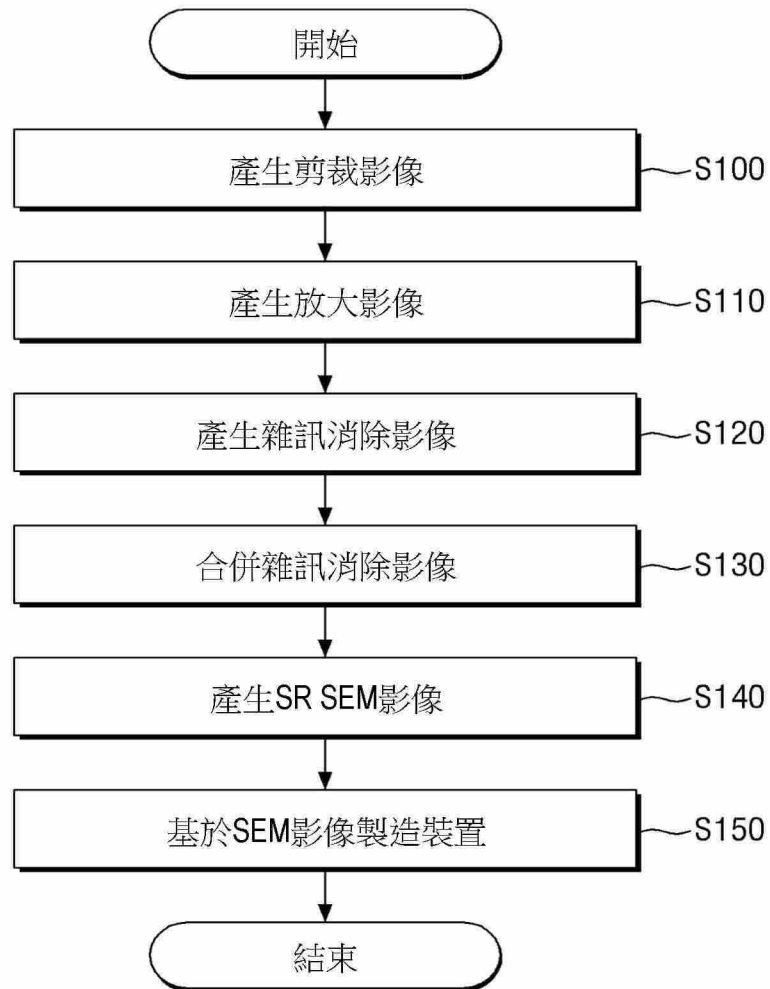 開始
產生剪裁影像
S100
產生放大影像
S110
產生雜訊消除影像
S120
合併雜訊消除影像
S130
產生SR SEM影像
S140
基於SEM影像製造裝置
S150
結束